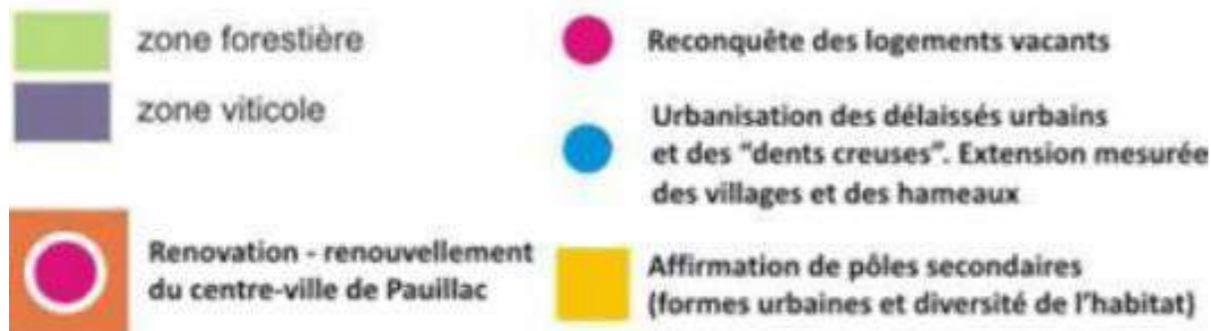 zone forestière
zone viticole
Renovation - renouvellement
du centre-ville de Pauillac
Reconquête des logements vacants
Urbanisation des délaissés urbains
et des "dents creuses". Extension mesurée
des villages et des hameaux
Affirmation de pôles secondaires
(formes urbaines et diversité de l'habitat)